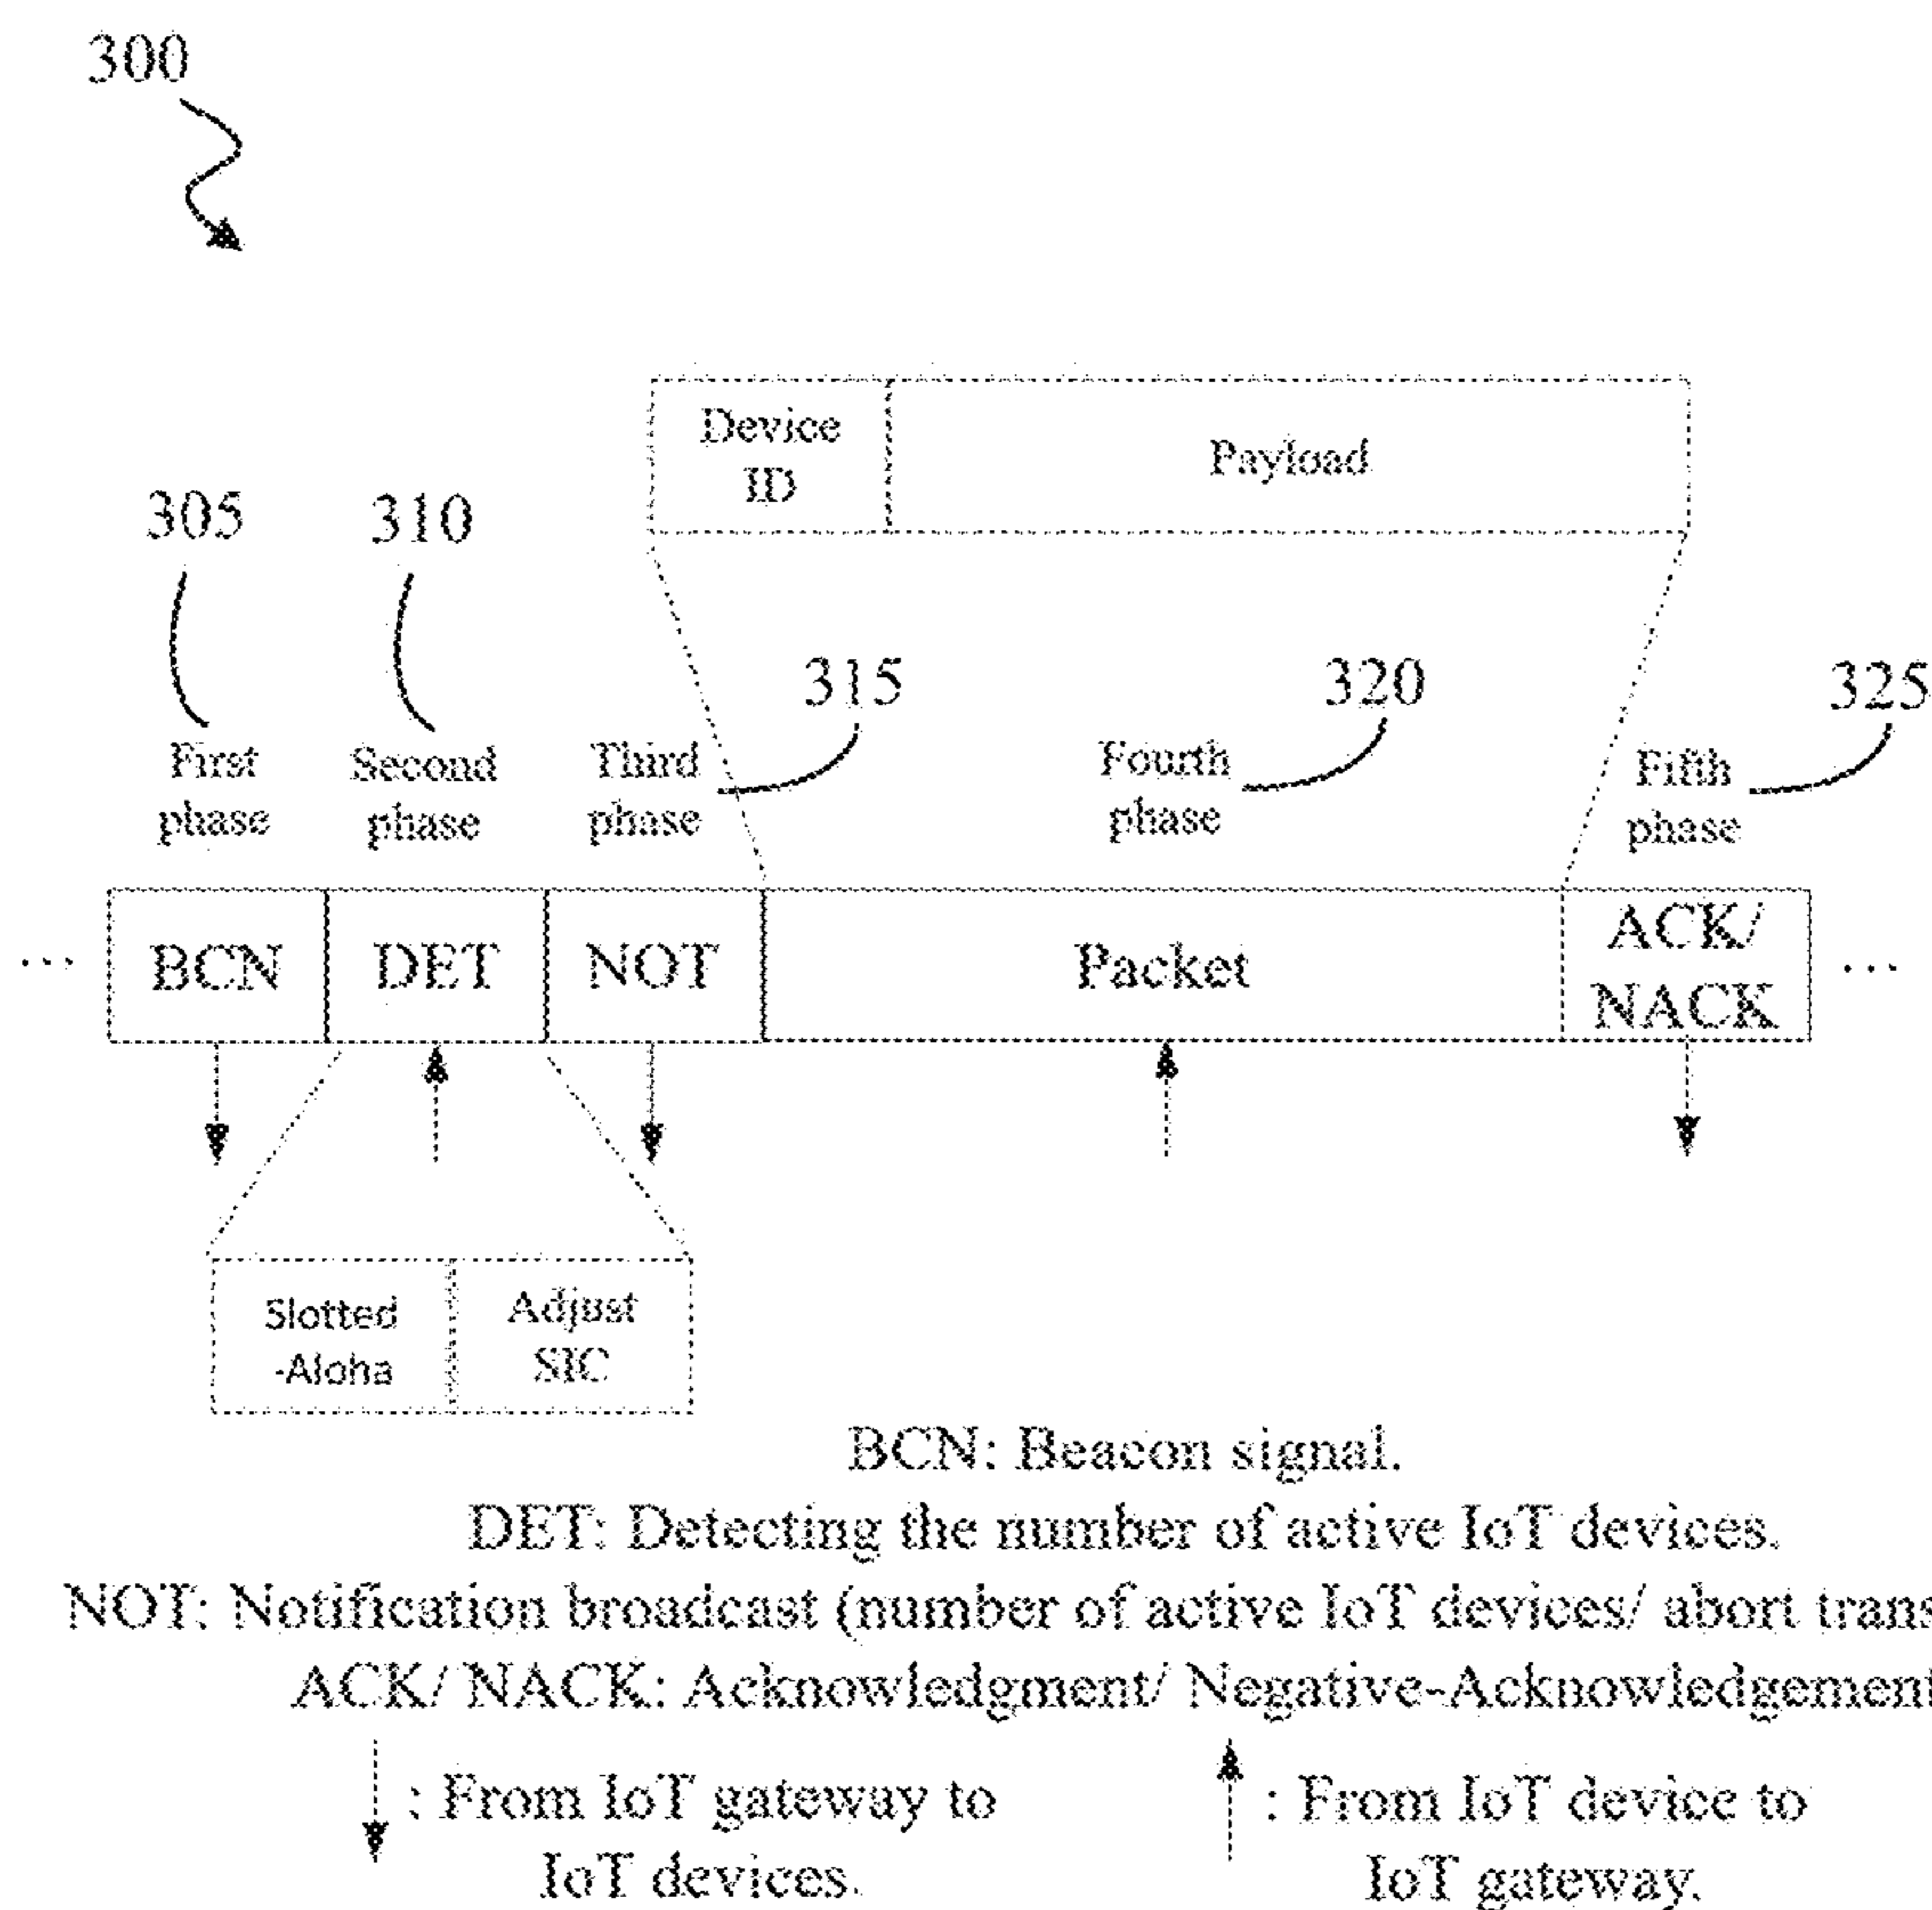 300
Device
ID
Payload
305
310
315
320
325
First
phase
Second
phase
Third
phase
Fourth
phase
Fifth
phase
... BCN DET NOT Packet ACK/
NACK ...
Slotted
-Aloha
Adjust
SIC
BCN: Beacon signal.
DET: Detecting the number of active IoT devices.
NOT: Notification broadcast (number of active IoT devices/ abort trans
ACK/ NACK: Acknowledgment/ Negative-Acknowledgement
: From IoT gateway to
IoT devices.
: From IoT device to
IoT gateway.